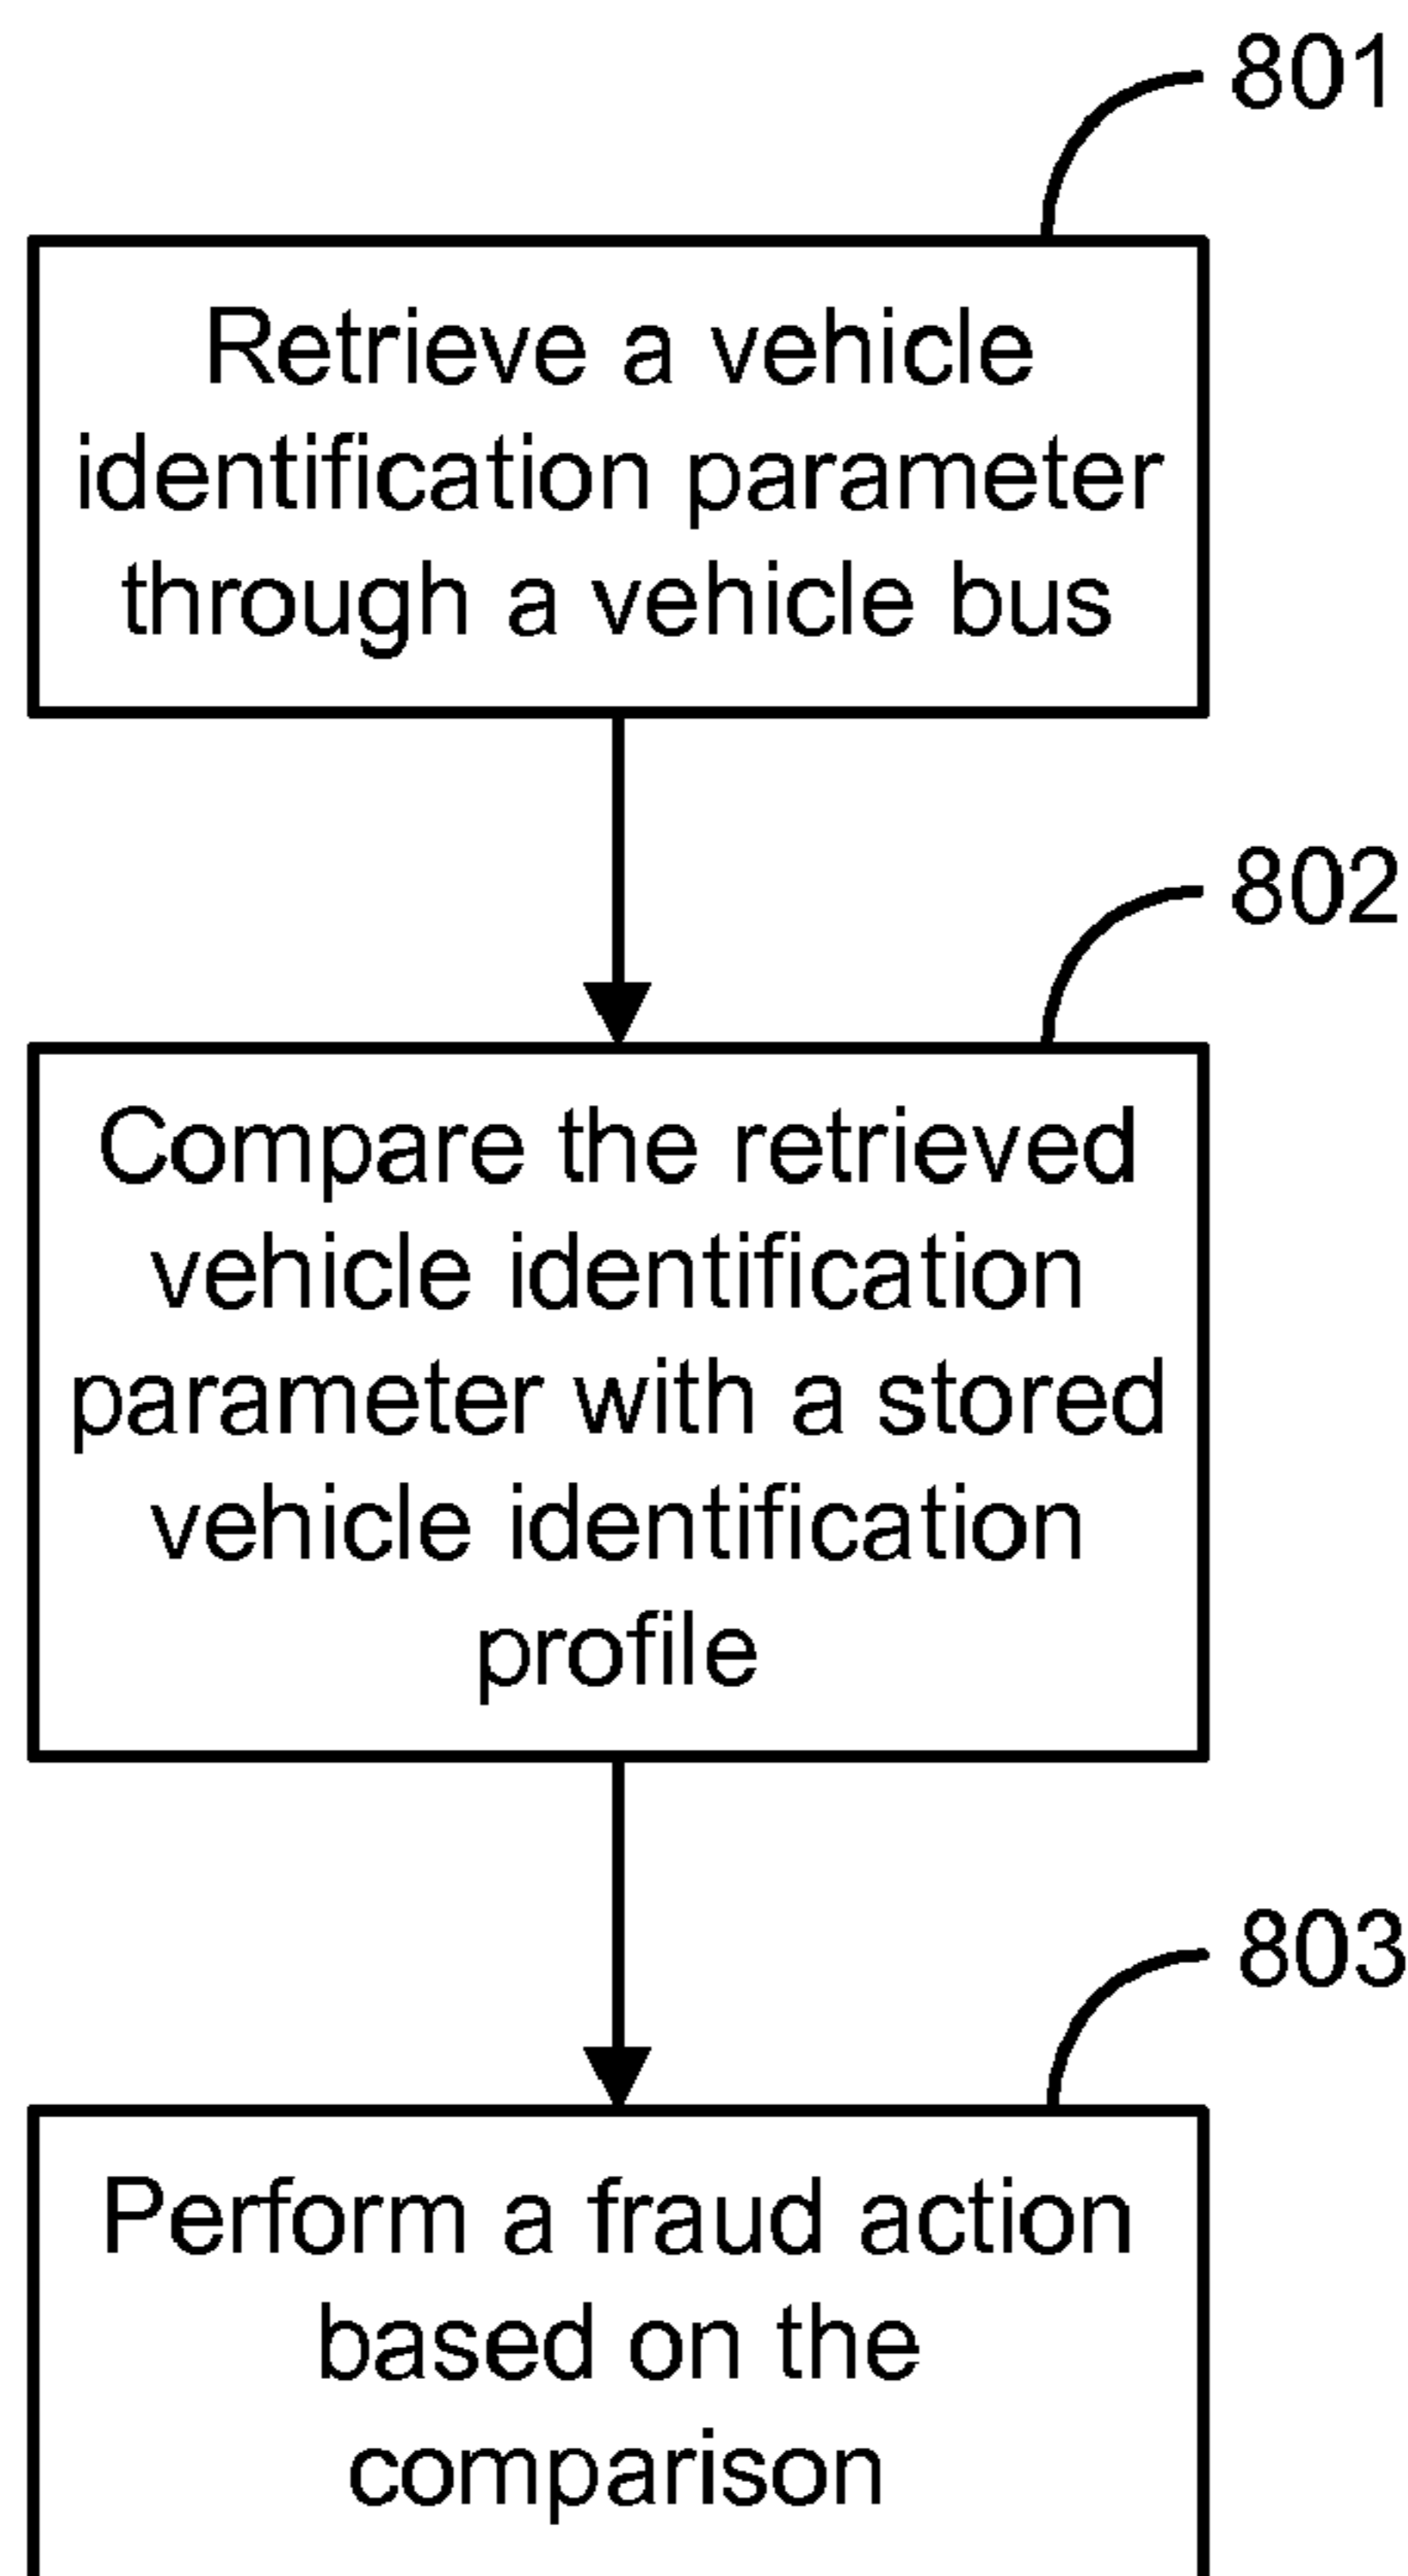 801
Retrieve a vehicle
identification parameter
through a vehicle bus
802
Compare the retrieved
vehicle identification
parameter with a stored
vehicle identification
profile
803
Perform a fraud action
based on the
comparison